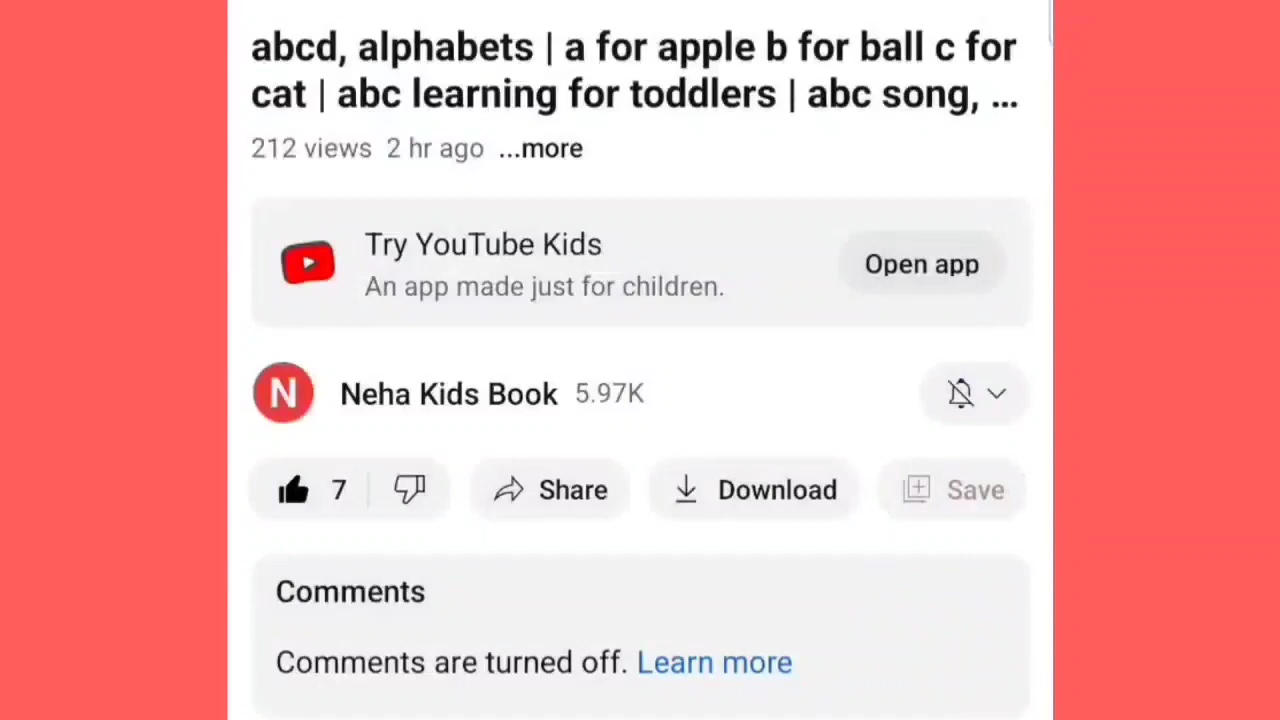 abcd, alphabets | a for apple b for ball c for
cat | abc learning for toddlers | abc song, ...
212 views 2 hr ago ...more
Try YouTube Kids
An app made just for children.
Open app
N Neha Kids Book 5.97K
7 Share Download Save
Comments
Comments are turned off. Learn more